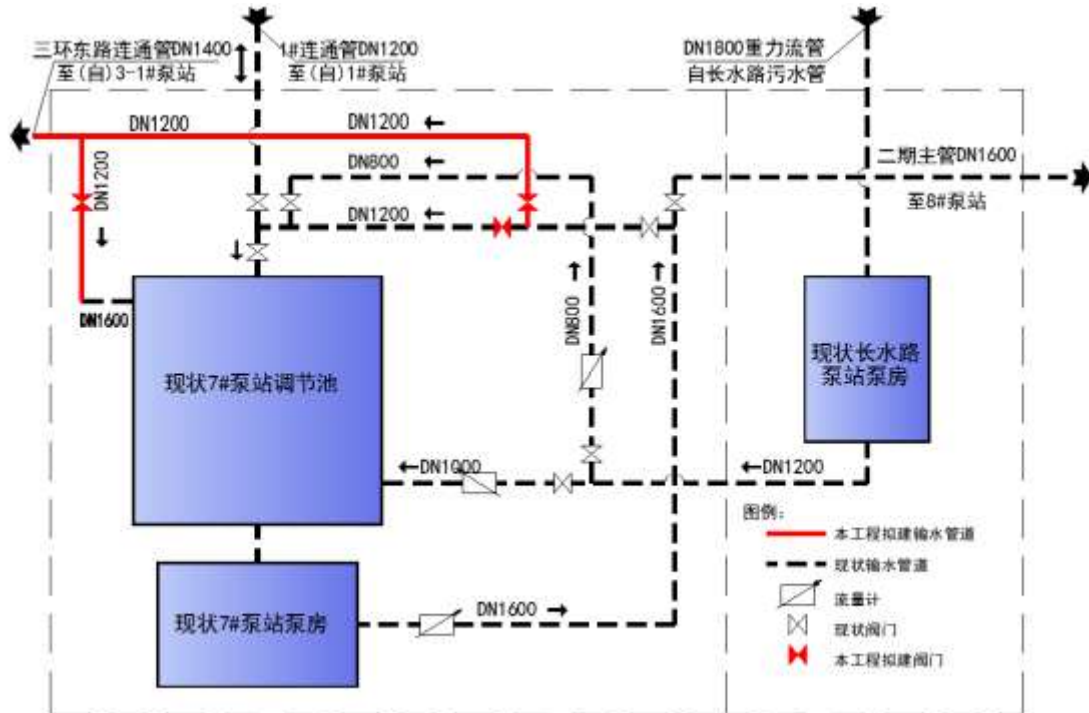 三环东路连通管DN1400
至(自)3-1#泵站
1#连通管DN1200
至(自)1#泵站
DN1800重力流管
自长水路污水管
DN1200
DN1200
DN800
二期主管DN1600
至8#泵站
DN1200
DN1200
DN1600
DN800
DN1600
现状7#泵站调节池
现状长水路
泵站泵房
DN1000
DN1200
现状7#泵站泵房
DN1600
图例:
本工程拟建输水管道
现状输水管道
流量计
现状阀门
本工程拟建阀门